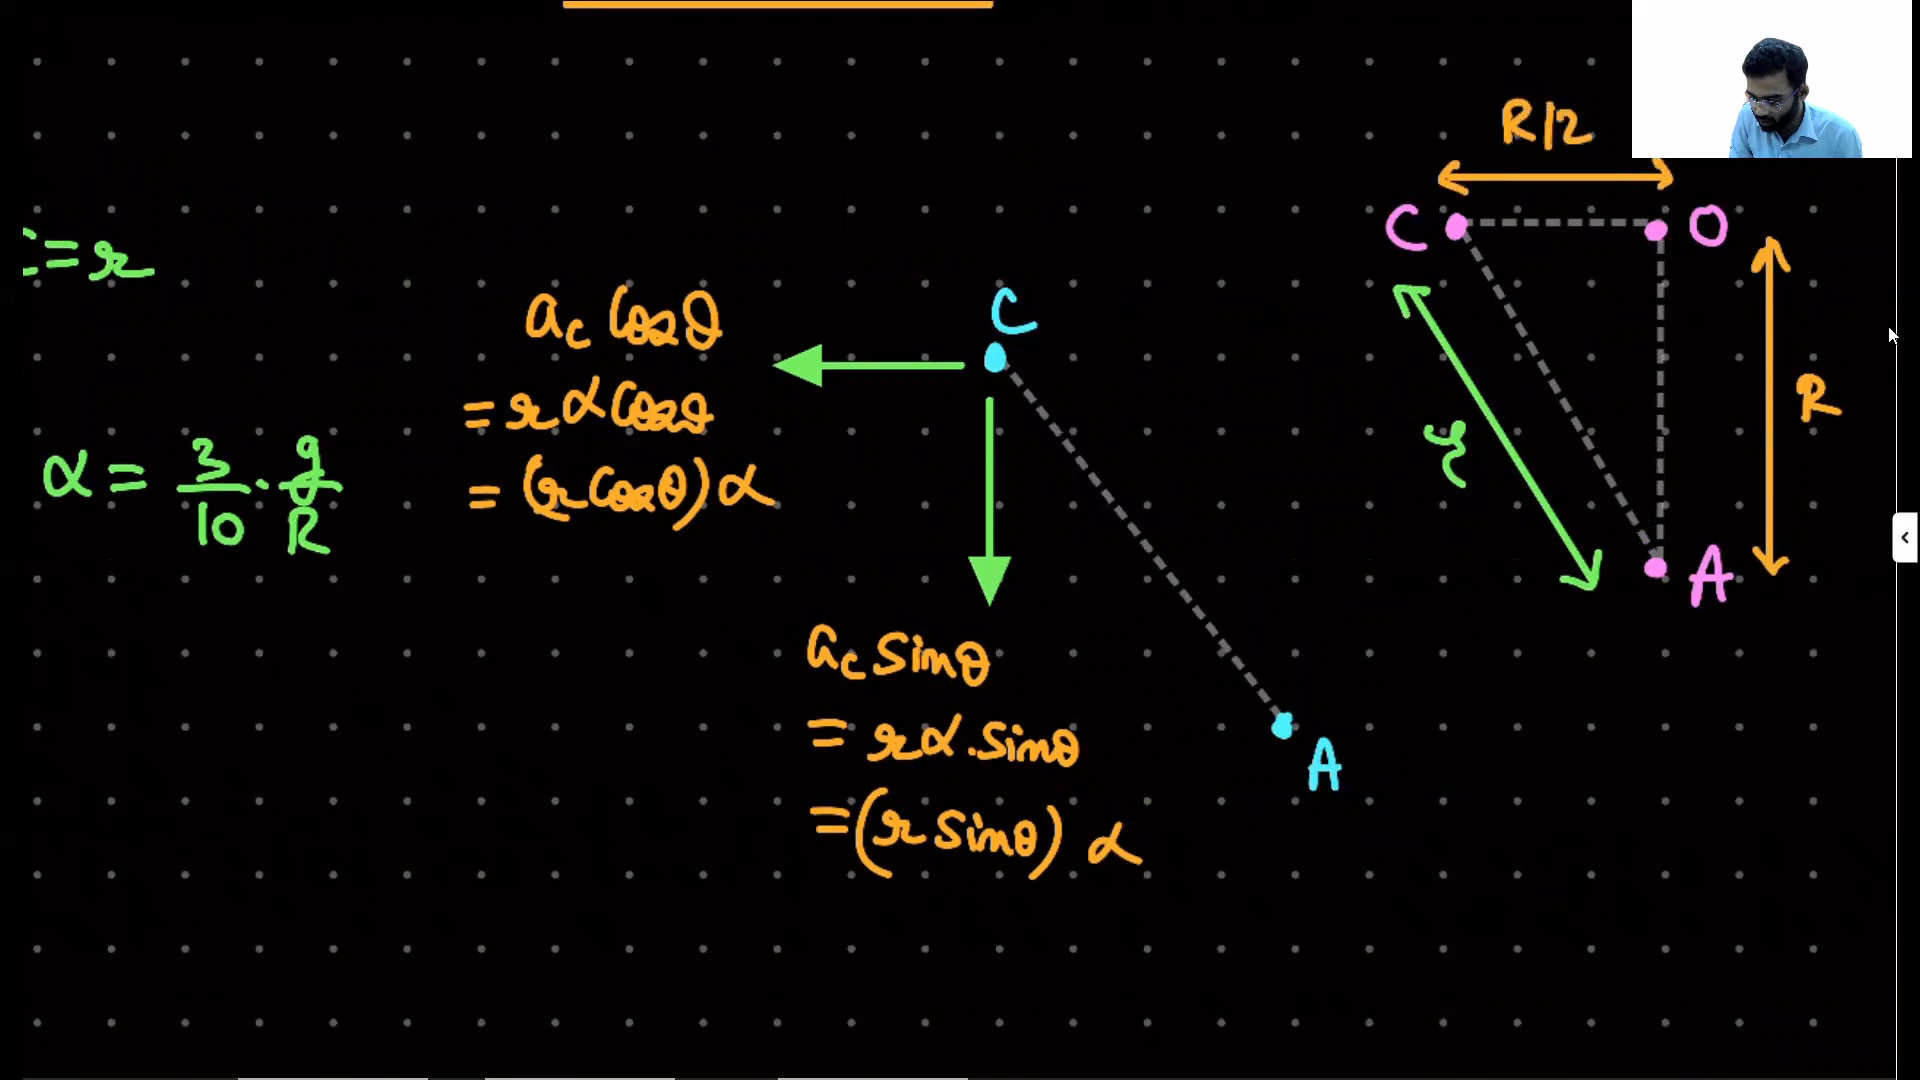 := r
α = 3/10 · g/R
a_c Cosθ
= rα Cosθ
= (r Cosθ) α
C
a_c Sinθ
= rα . Sinθ
= (r Sinθ) α
A
R/2
C
O
r
R
A